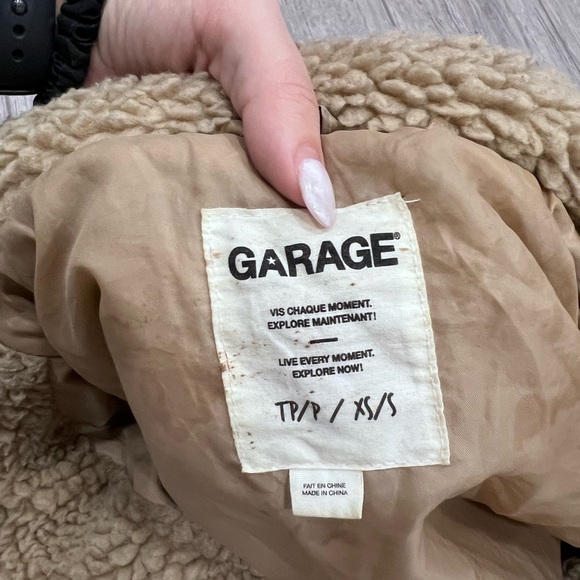 GARAGE®
VIS CHAQUE MOMENT.
EXPLORE MAINTENANT!
LIVE EVERY MOMENT.
EXPLORE NOW!
TP/P / XS/S
FAIT EN CHINE
MADE IN CHINA